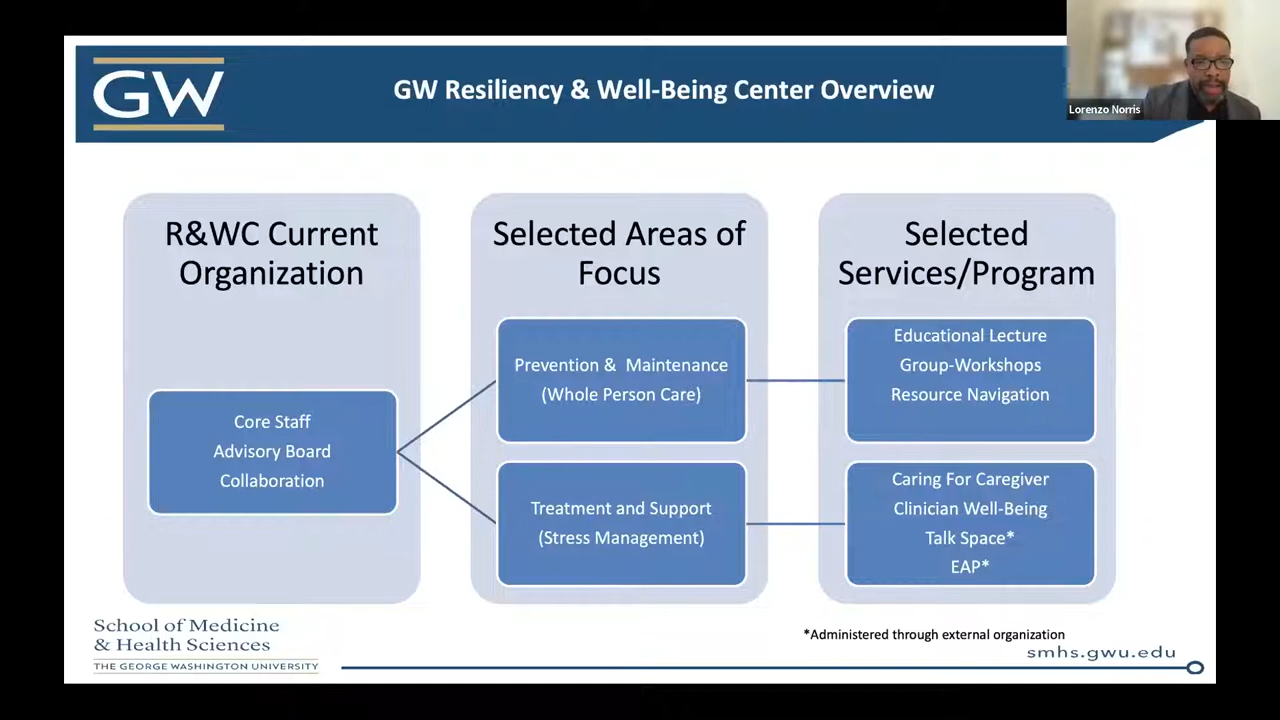 GW
GW Resiliency & Well-Being Center Overview
Lorenzo Norris
R&WC Current
Organization
Core Staff
Advisory Board
Collaboration
Selected Areas of
Focus
Prevention & Maintenance
(Whole Person Care)
Treatment and Support
(Stress Management)
Selected
Services/Program
Educational Lecture
Group-Workshops
Resource Navigation
Caring For Caregiver
Clinician Well-Being
Talk Space*
EAP*
School of Medicine
& Health Sciences
THE GEORGE WASHINGTON UNIVERSITY
*Administered through external organization
smhs.gwu.edu